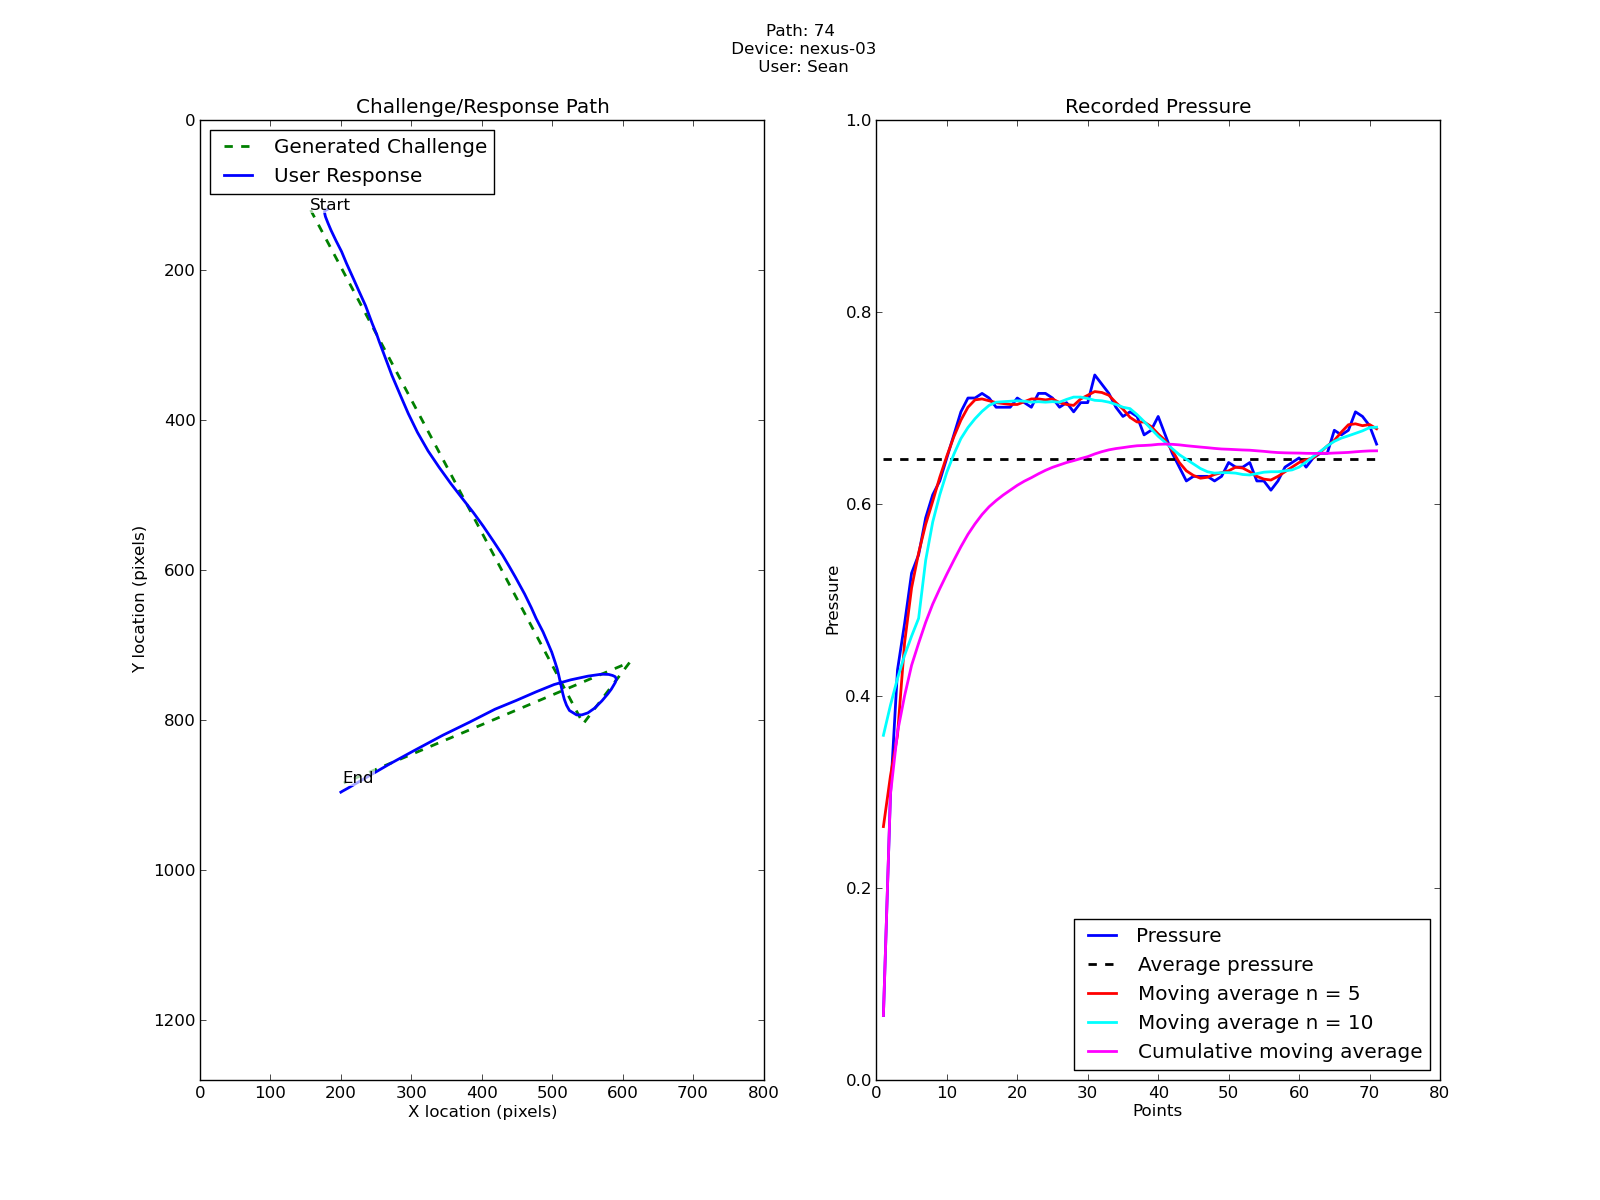 Path: 74
Device: nexus-03
User: Sean
Challenge/Response Path
Generated Challenge
User Response
Start
End
0
200
400
600
800
1000
1200
Y location (pixels)
0 100 200 300 400 500 600 700 800
X location (pixels)
Recorded Pressure
1.0
0.8
0.6
0.4
0.2
0.0
Pressure
Pressure
Average pressure
Moving average n = 5
Moving average n = 10
Cumulative moving average
0 10 20 30 40 50 60 70 80
Points